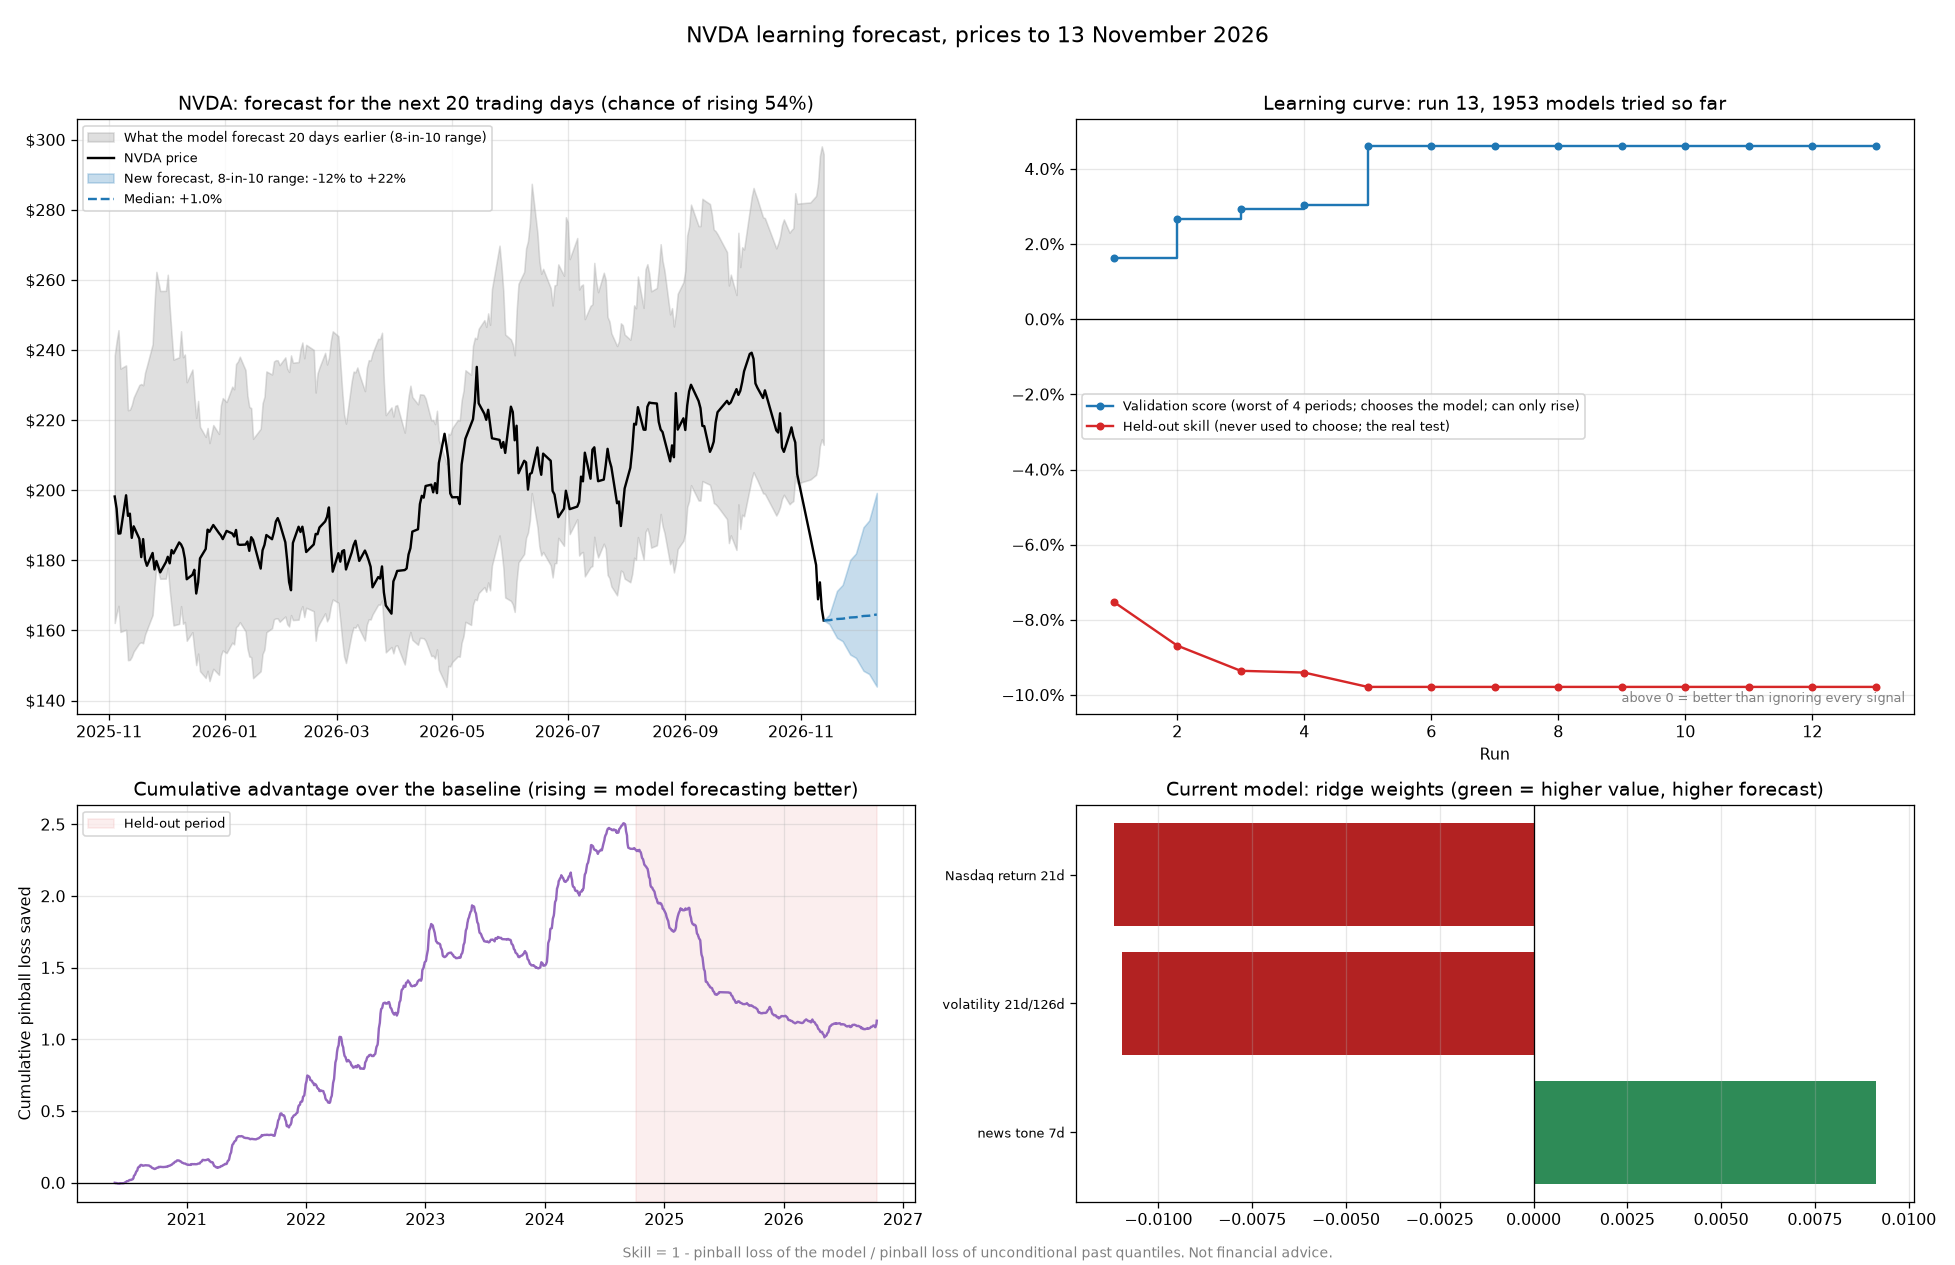 NVDA learning forecast, prices to 13 November 2026
NVDA: forecast for the next 20 trading days (chance of rising 54%)
What the model forecast 20 days earlier (8-in-10 range)
NVDA price
New forecast, 8-in-10 range: -12% to +22%
Median: +1.0%
$300
$280
$260
$240
$220
$200
$180
$160
$140
2025-11 2026-01 2026-03 2026-05 2026-07 2026-09 2026-11
Learning curve: run 13, 1953 models tried so far
4.0%
2.0%
0.0%
−2.0%
−4.0%
−6.0%
−8.0%
−10.0%
Validation score (worst of 4 periods; chooses the model; can only rise)
Held-out skill (never used to choose; the real test)
above 0 = better than ignoring every signal
2 4 6 8 10 12
Run
Cumulative advantage over the baseline (rising = model forecasting better)
Held-out period
Cumulative pinball loss saved
2.5
2.0
1.5
1.0
0.5
0.0
2021 2022 2023 2024 2025 2026 2027
Current model: ridge weights (green = higher value, higher forecast)
Nasdaq return 21d
volatility 21d/126d
news tone 7d
−0.0100 −0.0075 −0.0050 −0.0025 0.0000 0.0025 0.0050 0.0075 0.0100
Skill = 1 - pinball loss of the model / pinball loss of unconditional past quantiles. Not financial advice.